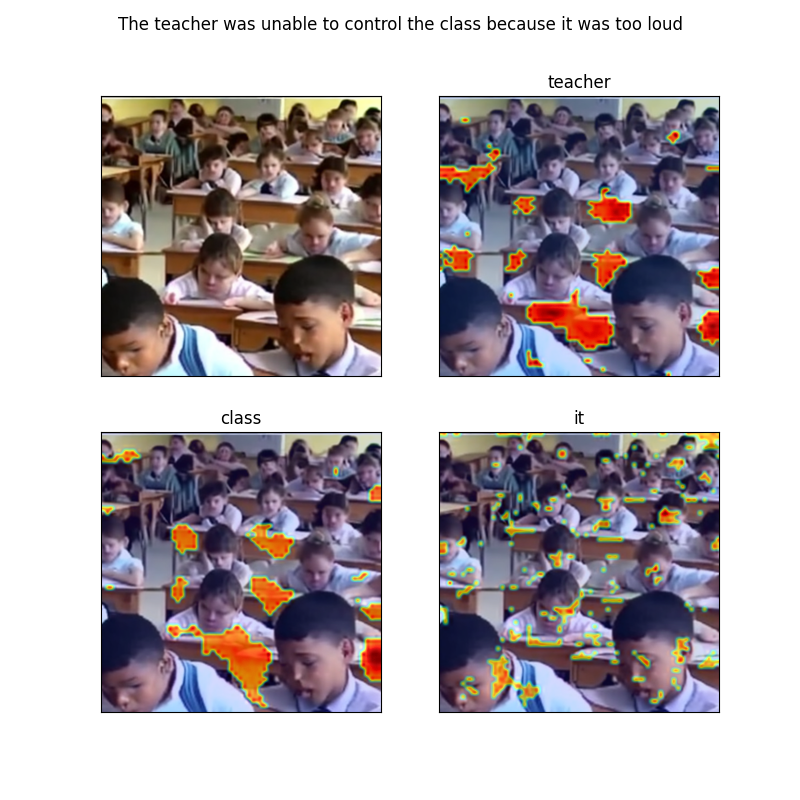 The teacher was unable to control the class because it was too loud
teacher
class
it